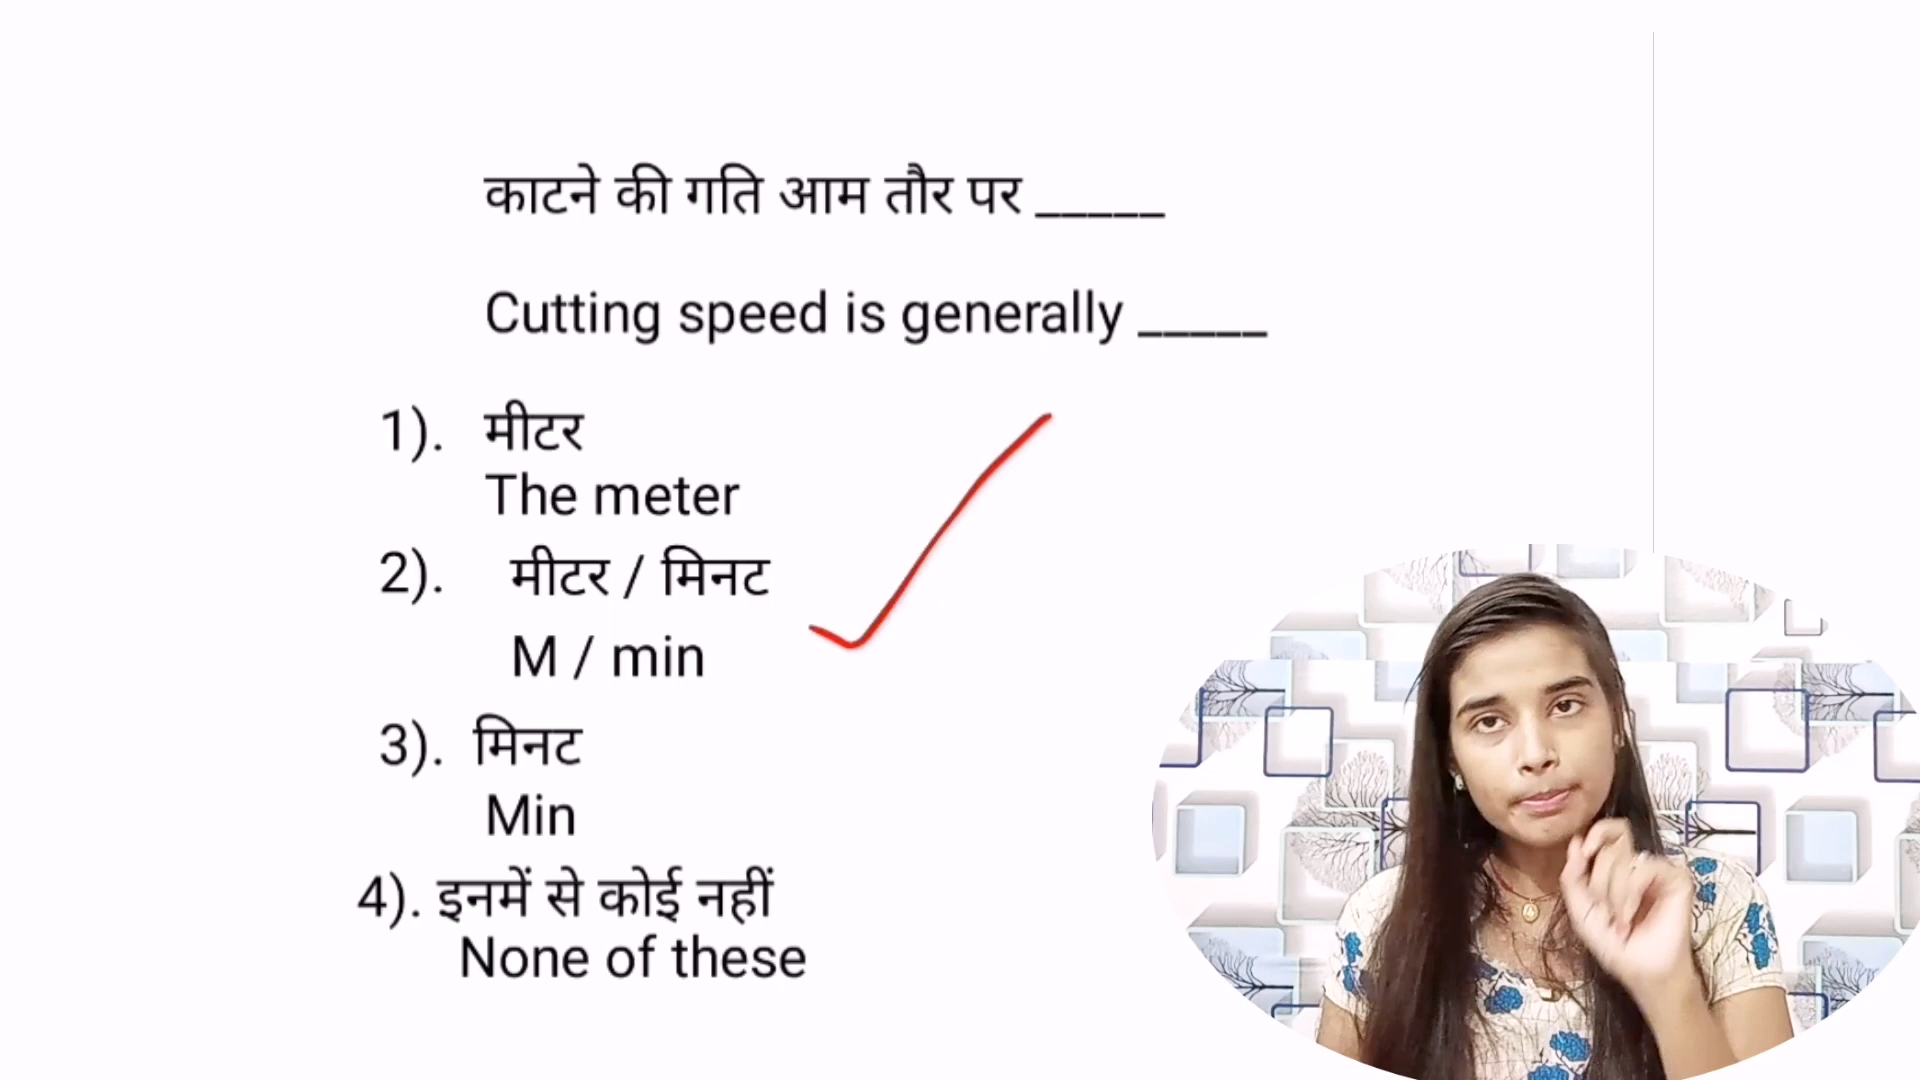 काटने की गति आम तौर पर _____
Cutting speed is generally _____
1). मीटर
The meter
2). मीटर / मिनट
M / min
3). मिनट
Min
4). इनमें से कोई नहीं
None of these